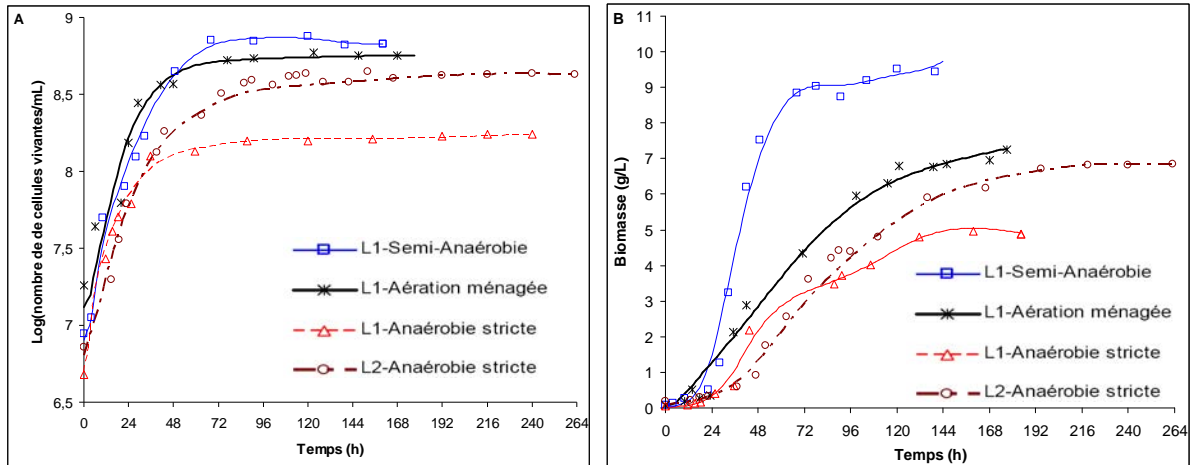 A
Log(nombre de de cellules vivantes/mL)
9
8,5
8
7,5
7
6,5
0 24 48 72 96 120 144 168 192 216 240 264
Temps (h)
L1-Semi-Anaérobie
L1-Aération ménagée
L1-Anaérobie stricte
L2-Anaérobie stricte
B
Biomasse (g/L)
11
10
9
8
7
6
5
4
3
2
1
0
0 24 48 72 96 120 144 168 192 216 240 264
Temps (h)
L1-Semi-Anaérobie
L1-Aération ménagée
L1-Anaérobie stricte
L2-Anaérobie stricte